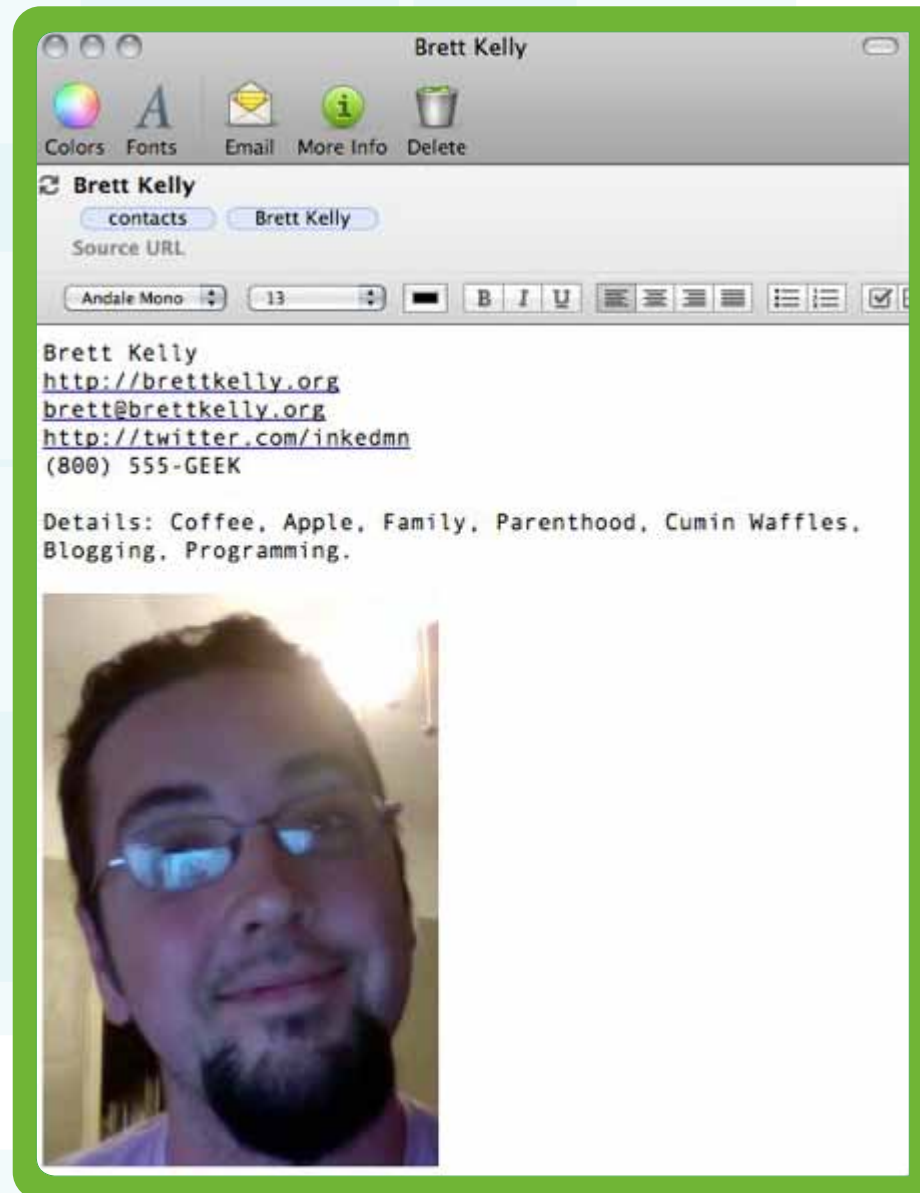 Brett Kelly
Colors Fonts Email More Info Delete
Brett Kelly
contacts Brett Kelly
Source URL
Andale Mono 13 B I U
Brett Kelly
http://brettkelly.org
brett@brettkelly.org
http://twitter.com/inkedmn
(800) 555-GEEK
Details: Coffee, Apple, Family, Parenthood, Cumin Waffles,
Blogging, Programming.